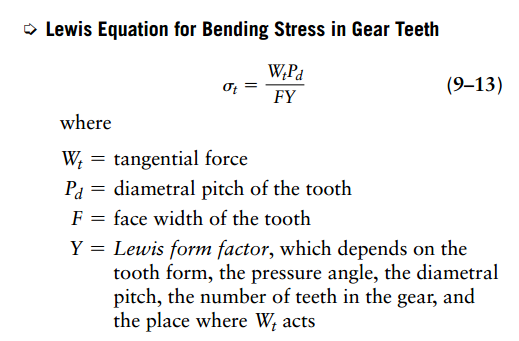 ➩ Lewis Equation for Bending Stress in Gear Teeth
σₜ = WₜP_d / FY (9–13)
where
Wₜ = tangential force
P_d = diametral pitch of the tooth
F = face width of the tooth
Y = Lewis form factor, which depends on the
tooth form, the pressure angle, the diametral
pitch, the number of teeth in the gear, and
the place where Wₜ acts